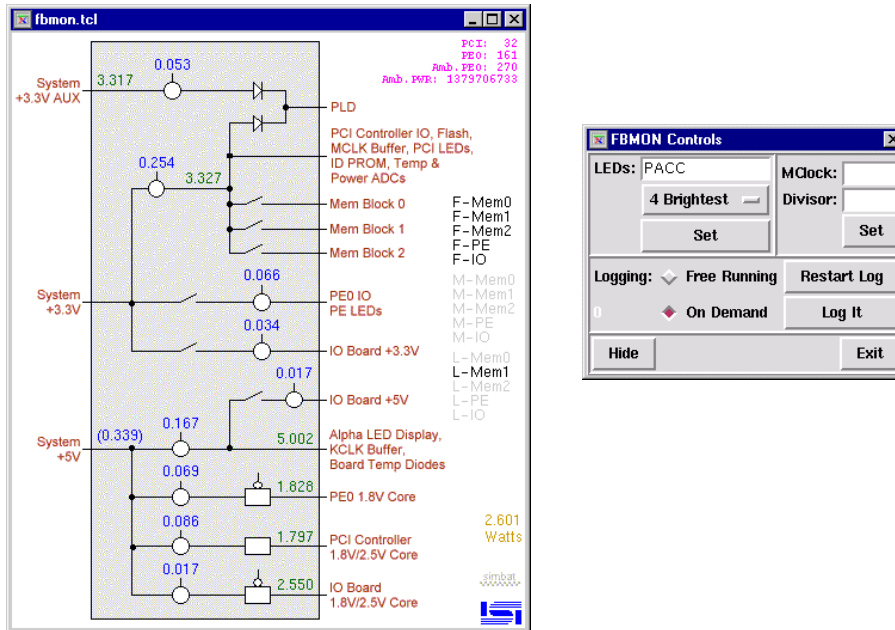 fbmon.tcl
PCI: 32
PE0: 161
Amb.PE0: 270
Amb.PWR: 1379706733
System
+3.3V AUX
3.317
0.053
PLD
PCI Controller IO, Flash,
MCLK Buffer, PCI LEDs,
ID PROM, Temp &
Power ADCs
0.254
3.327
Mem Block 0
Mem Block 1
Mem Block 2
F-Mem0
F-Mem1
F-Mem2
F-PE
F-IO
M-Mem0
M-Mem1
M-Mem2
M-PE
M-IO
L-Mem0
L-Mem1
L-Mem2
L-PE
L-IO
System
+3.3V
0.066
PE0 IO
PE LEDs
0.034
IO Board +3.3V
0.017
IO Board +5V
System
+5V
(0.339)
0.167
5.002
Alpha LED Display,
KCLK Buffer,
Board Temp Diodes
0.069
1.828
PE0 1.8V Core
0.086
1.797
PCI Controller
1.8V/2.5V Core
0.017
2.550
IO Board
1.8V/2.5V Core
2.601
Watts
simbat
FBMON Controls
LEDs: PACC
4 Brightest
Set
MClock:
Divisor:
Set
Logging: Free Running
Restart Log
0
On Demand
Log It
Hide
Exit